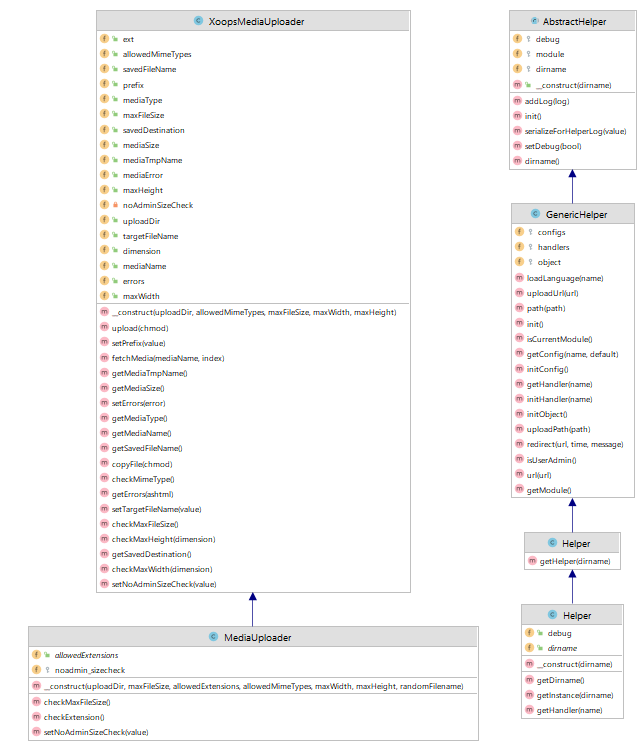 XoopsMediaUploader
ext
allowedMimeTypes
savedFileName
prefix
mediaType
maxFileSize
savedDestination
mediaSize
mediaTmpName
mediaError
maxHeight
noAdminSizeCheck
uploadDir
targetFileName
dimension
mediaName
errors
maxWidth
__construct(uploadDir, allowedMimeTypes, maxFileSize, maxWidth, maxHeight)
upload(chmod)
setPrefix(value)
fetchMedia(mediaName, index)
getMediaTmpName()
getMediaSize()
setErrors(error)
getMediaType()
getMediaName()
getSavedFileName()
copyFile(chmod)
checkMimeType()
getErrors(ashtml)
setTargetFileName(value)
checkMaxFileSize()
checkMaxHeight(dimension)
getSavedDestination()
checkMaxWidth(dimension)
setNoAdminSizeCheck(value)
MediaUploader
allowedExtensions
noadmin_sizecheck
__construct(uploadDir, maxFileSize, allowedExtensions, allowedMimeTypes, maxWidth, maxHeight, randomFilename)
checkMaxFileSize()
checkExtension()
setNoAdminSizeCheck(value)
AbstractHelper
debug
module
dirname
__construct(dirname)
addLog(log)
init()
serializeForHelperLog(value)
setDebug(bool)
dirname()
GenericHelper
configs
handlers
object
loadLanguage(name)
uploadUrl(url)
path(path)
init()
isCurrentModule()
getConfig(name, default)
initConfig()
getHandler(name)
initHandler(name)
initObject()
uploadPath(path)
redirect(url, time, message)
isUserAdmin()
url(url)
getModule()
Helper
getHelper(dirname)
Helper
debug
dirname
__construct(dirname)
getDirname()
getInstance(dirname)
getHandler(name)